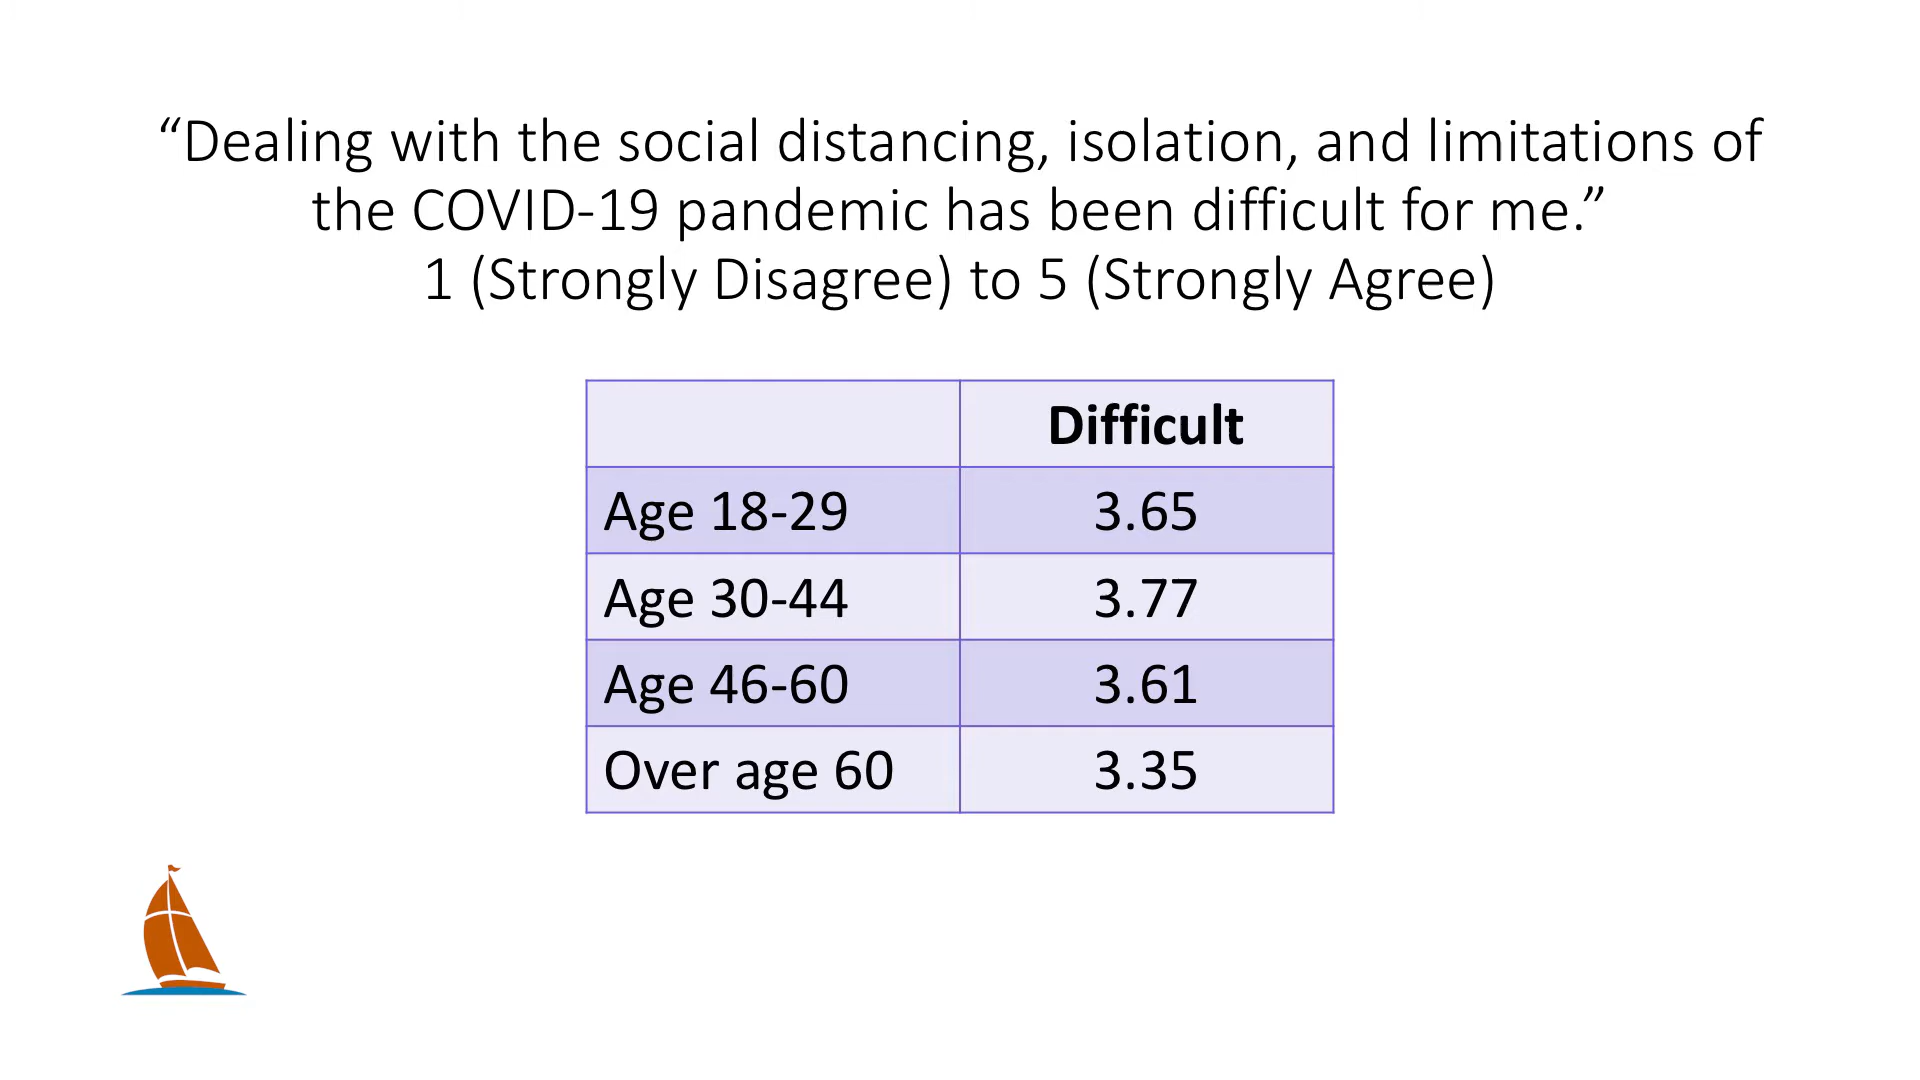 “Dealing with the social distancing, isolation, and limitations of
the COVID-19 pandemic has been difficult for me.”
1 (Strongly Disagree) to 5 (Strongly Agree)
Difficult
Age 18-29 3.65
Age 30-44 3.77
Age 46-60 3.61
Over age 60 3.35